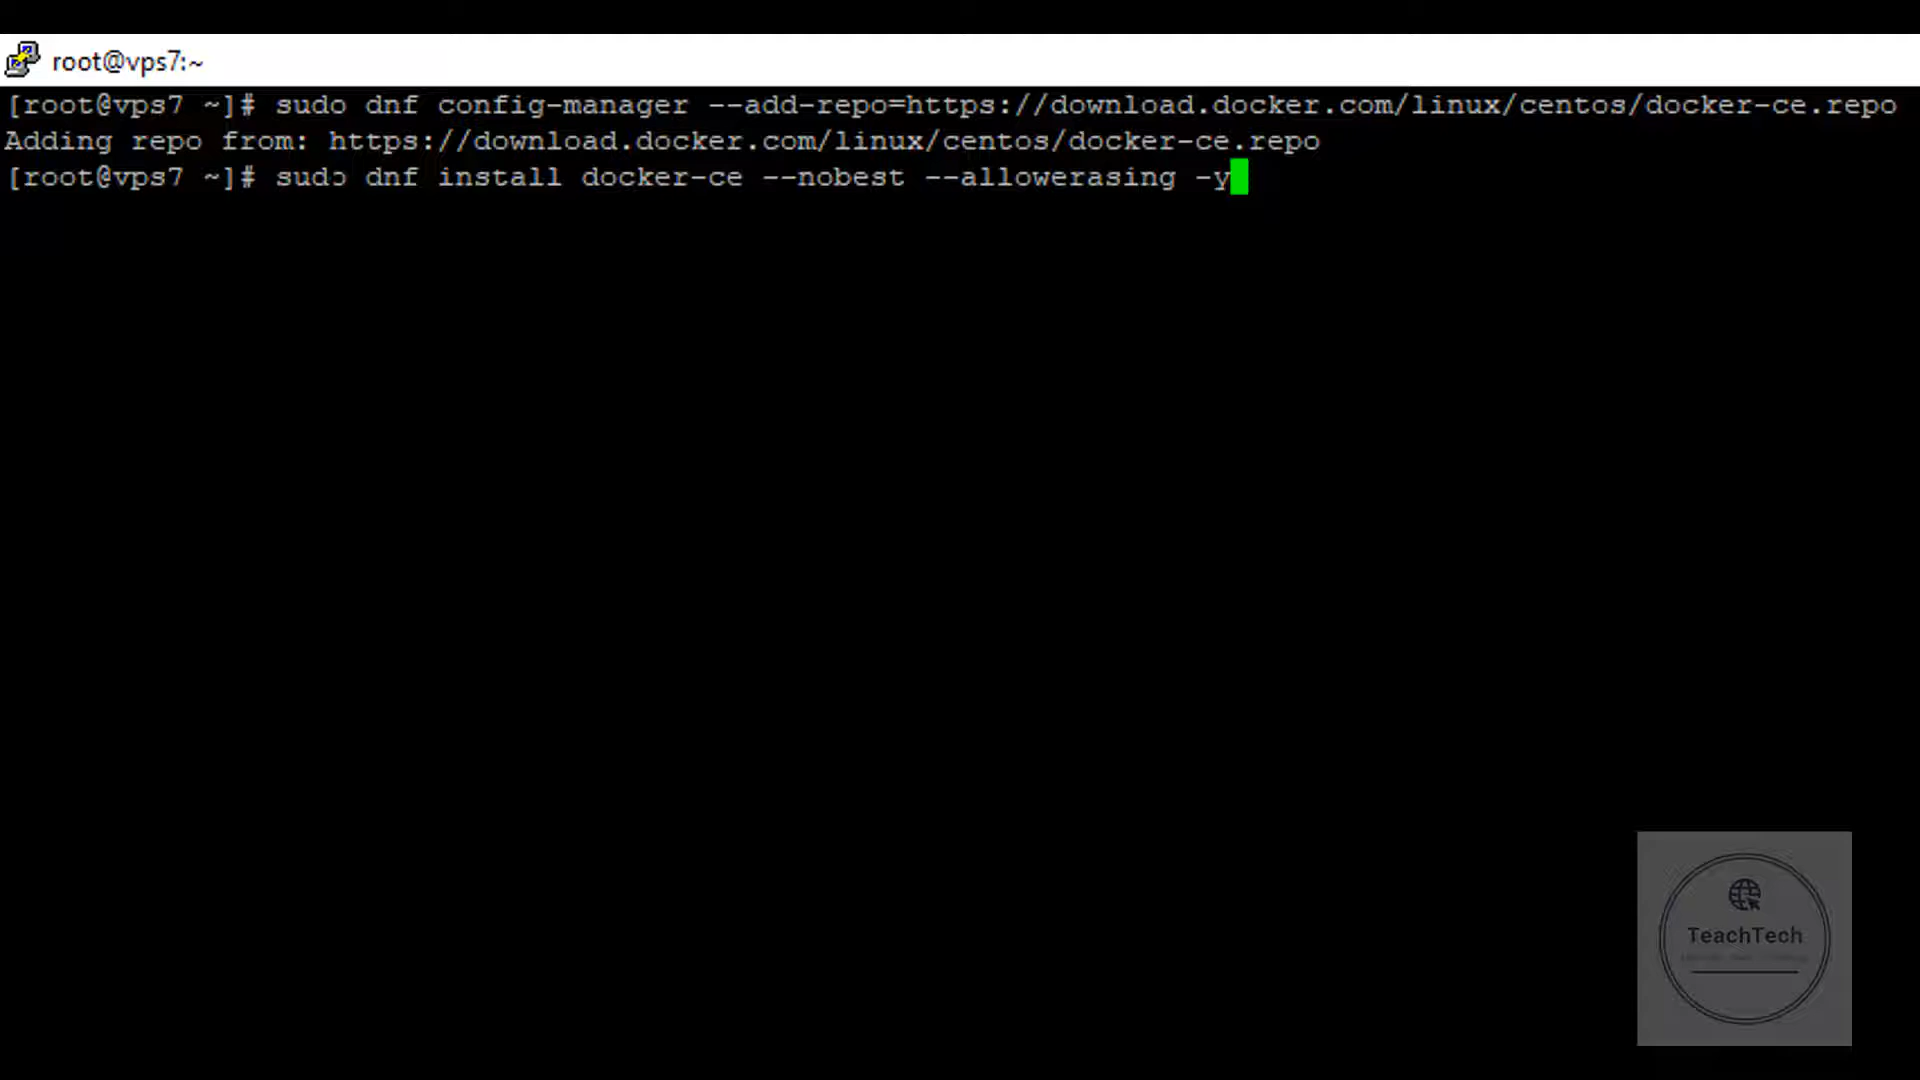 root@vps7:~
[root@vps7 ~]# sudo dnf config-manager --add-repo=https://download.docker.com/linux/centos/docker-ce.repo
Adding repo from: https://download.docker.com/linux/centos/docker-ce.repo
[root@vps7 ~]# sudo dnf install docker-ce --nobest --allowerasing -y
TeachTech